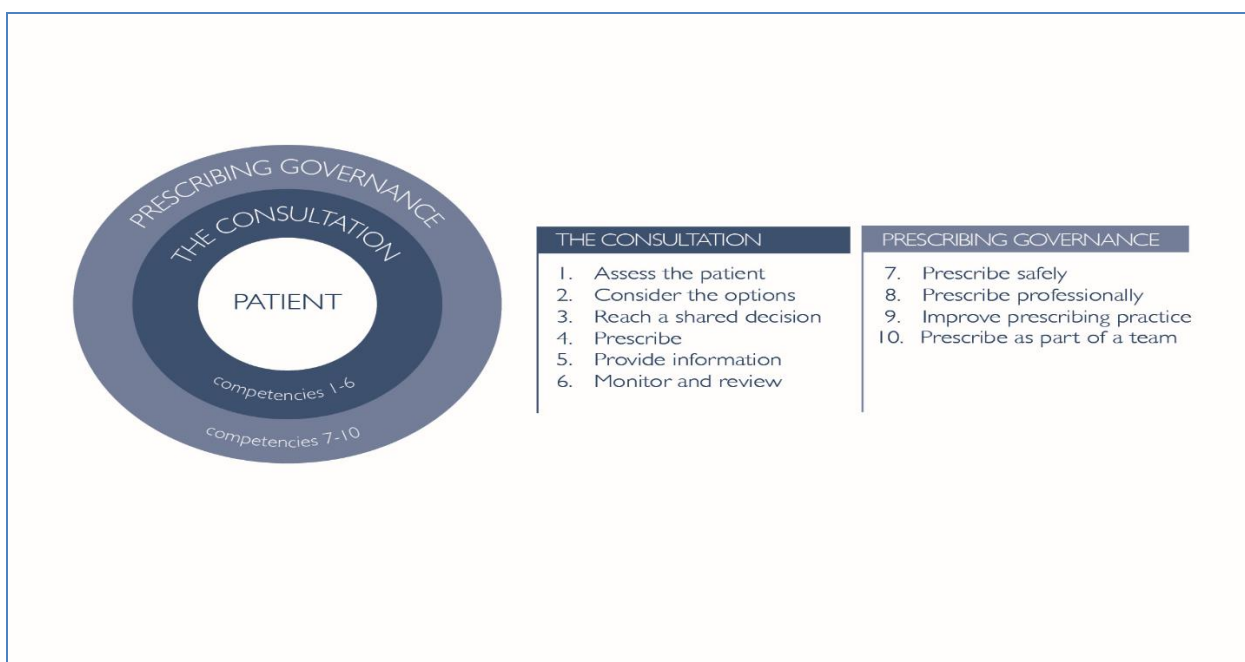 PRESCRIBING GOVERNANCE
THE CONSULTATION
PATIENT
competencies 1-6
competencies 7-10
THE CONSULTATION
1. Assess the patient
2. Consider the options
3. Reach a shared decision
4. Prescribe
5. Provide information
6. Monitor and review
PRESCRIBING GOVERNANCE
7. Prescribe safely
8. Prescribe professionally
9. Improve prescribing practice
10. Prescribe as part of a team